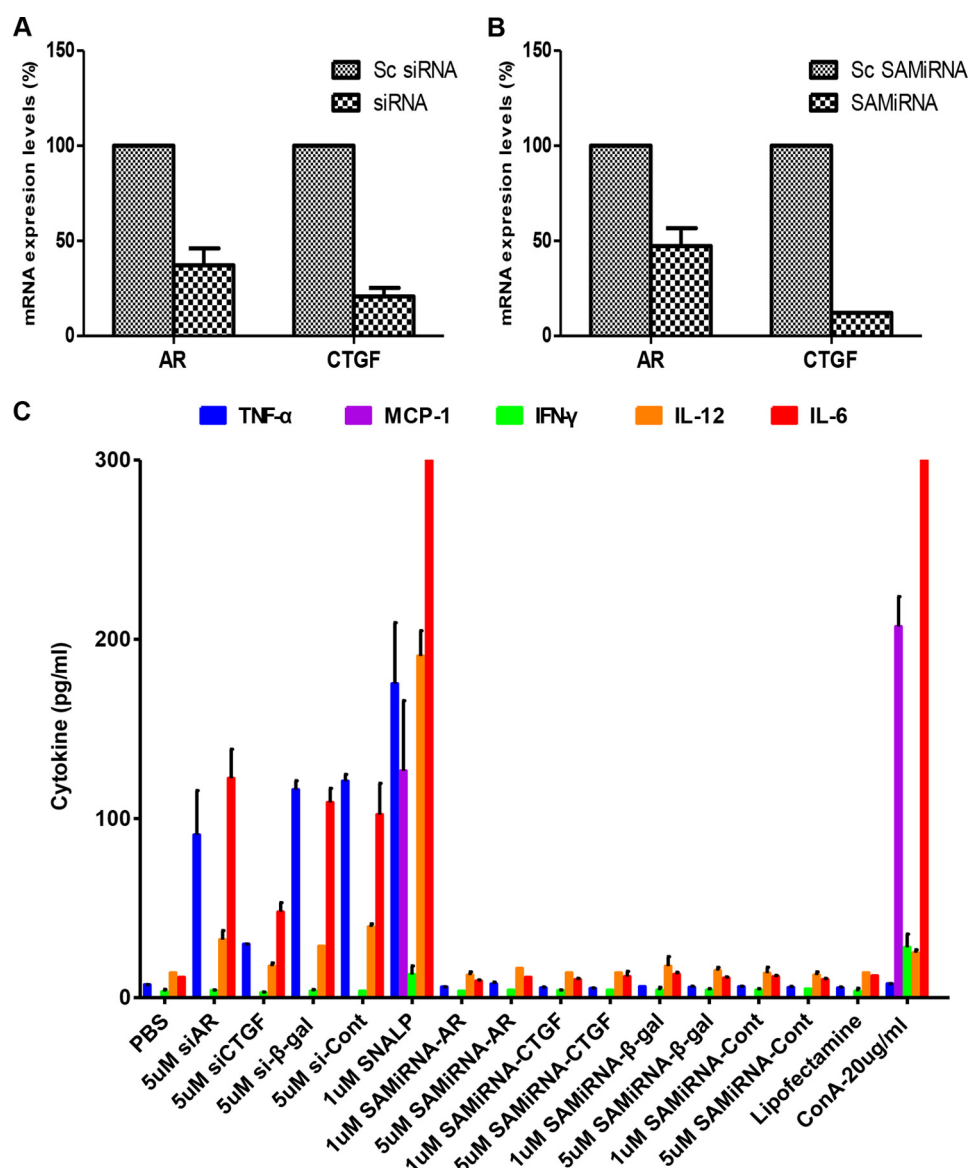 A
mRNA expresion levels (%)
150
100
50
0
Sc siRNA
siRNA
AR CTGF
B
mRNA expresion levels (%)
150
100
50
0
Sc SAMiRNA
SAMiRNA
AR CTGF
C
TNF-α MCP-1 IFN-γ IL-12 IL-6
Cytokine (pg/ml)
300
200
100
0
PBS
5uM siAR
5uM siCTGF
5uM si-β-gal
5uM si-Cont
1uM SNALP
1uM SAMiRNA-AR
5uM SAMiRNA-AR
1uM SAMiRNA-CTGF
5uM SAMiRNA-CTGF
1uM SAMiRNA-β-gal
5uM SAMiRNA-β-gal
1uM SAMiRNA-Cont
5uM SAMiRNA-Cont
Lipofectamine
ConA-20ug/ml